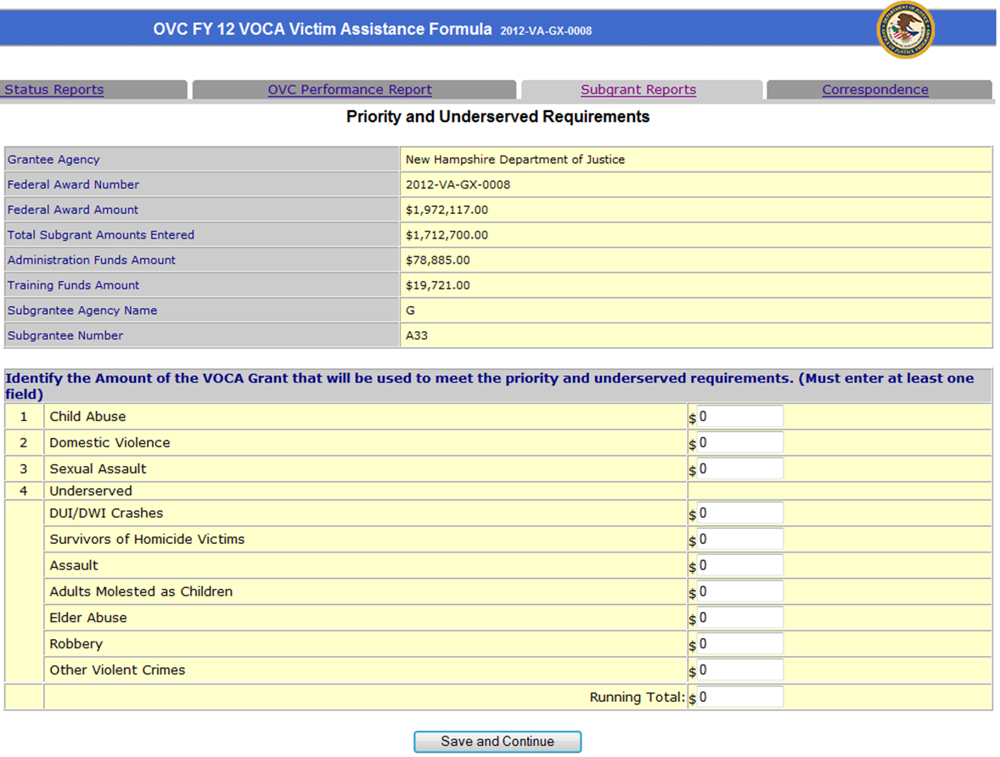 OVC FY 12 VOCA Victim Assistance Formula 2012-VA-GX-0008
Status Reports
OVC Performance Report
Subgrant Reports
Correspondence
Priority and Underserved Requirements
Grantee Agency New Hampshire Department of Justice
Federal Award Number 2012-VA-GX-0008
Federal Award Amount $1,972,117.00
Total Subgrant Amounts Entered $1,712,700.00
Administration Funds Amount $78,885.00
Training Funds Amount $19,721.00
Subgrantee Agency Name G
Subgrantee Number A33
Identify the Amount of the VOCA Grant that will be used to meet the priority and underserved requirements. (Must enter at least one
field)
1 Child Abuse $ 0
2 Domestic Violence $ 0
3 Sexual Assault $ 0
4 Underserved
DUI/DWI Crashes $ 0
Survivors of Homicide Victims $ 0
Assault $ 0
Adults Molested as Children $ 0
Elder Abuse $ 0
Robbery $ 0
Other Violent Crimes $ 0
Running Total: $ 0
Save and Continue